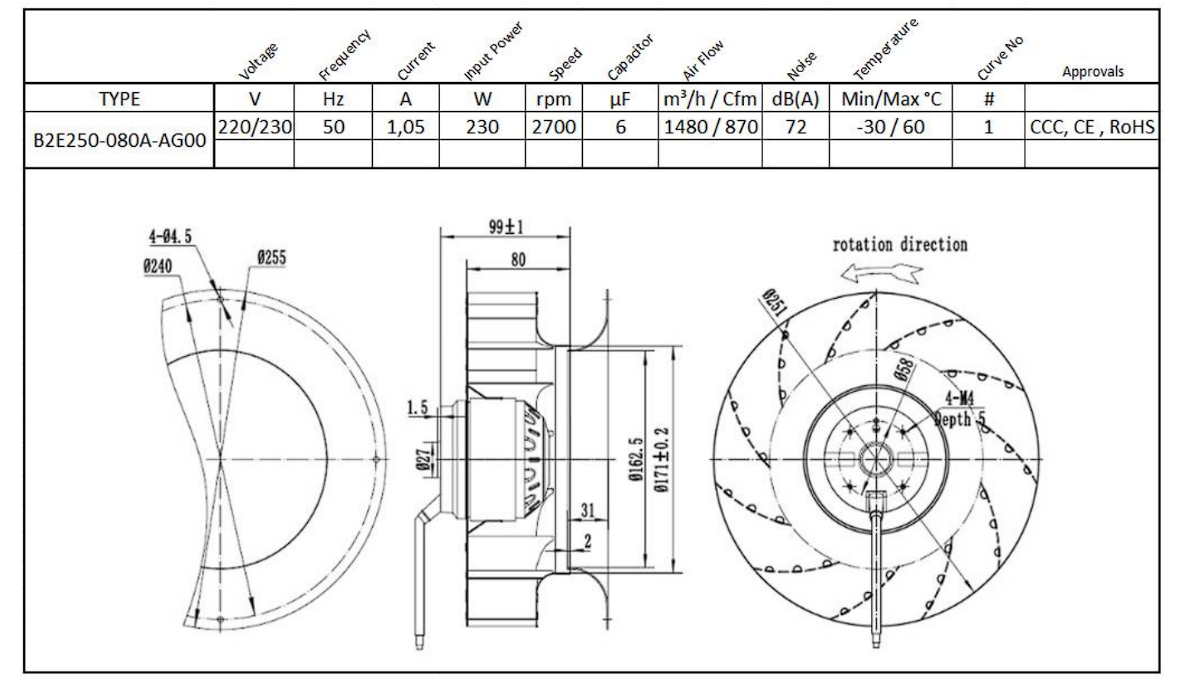 Voltage Frequency Current Input Power Speed Capacitor Air Flow Noise Temperature Curve No Approvals
TYPE V Hz A W rpm µF m³/h / Cfm dB(A) Min/Max °C #
B2E250-080A-AG00 220/230 50 1,05 230 2700 6 1480 / 870 72 -30 / 60 1 CCC, CE , RoHS
4-Ø4.5
Ø240
Ø255
99±1
80
1.5
Ø27
Ø162.5
Ø171±0.2
31
2
rotation direction
Ø251
Ø58
4-M4
Depth 5